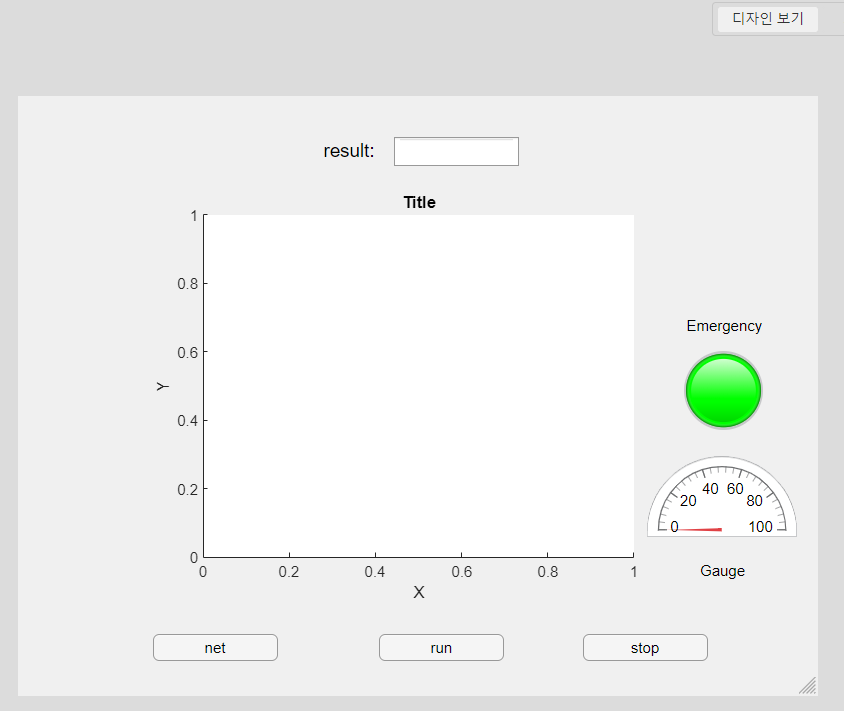 디자인 보기
result:
Title
1
0.8
0.6
0.4
0.2
0
Y
0 0.2 0.4 0.6 0.8 1
X
Emergency
0 20 40 60 80 100
Gauge
net run stop